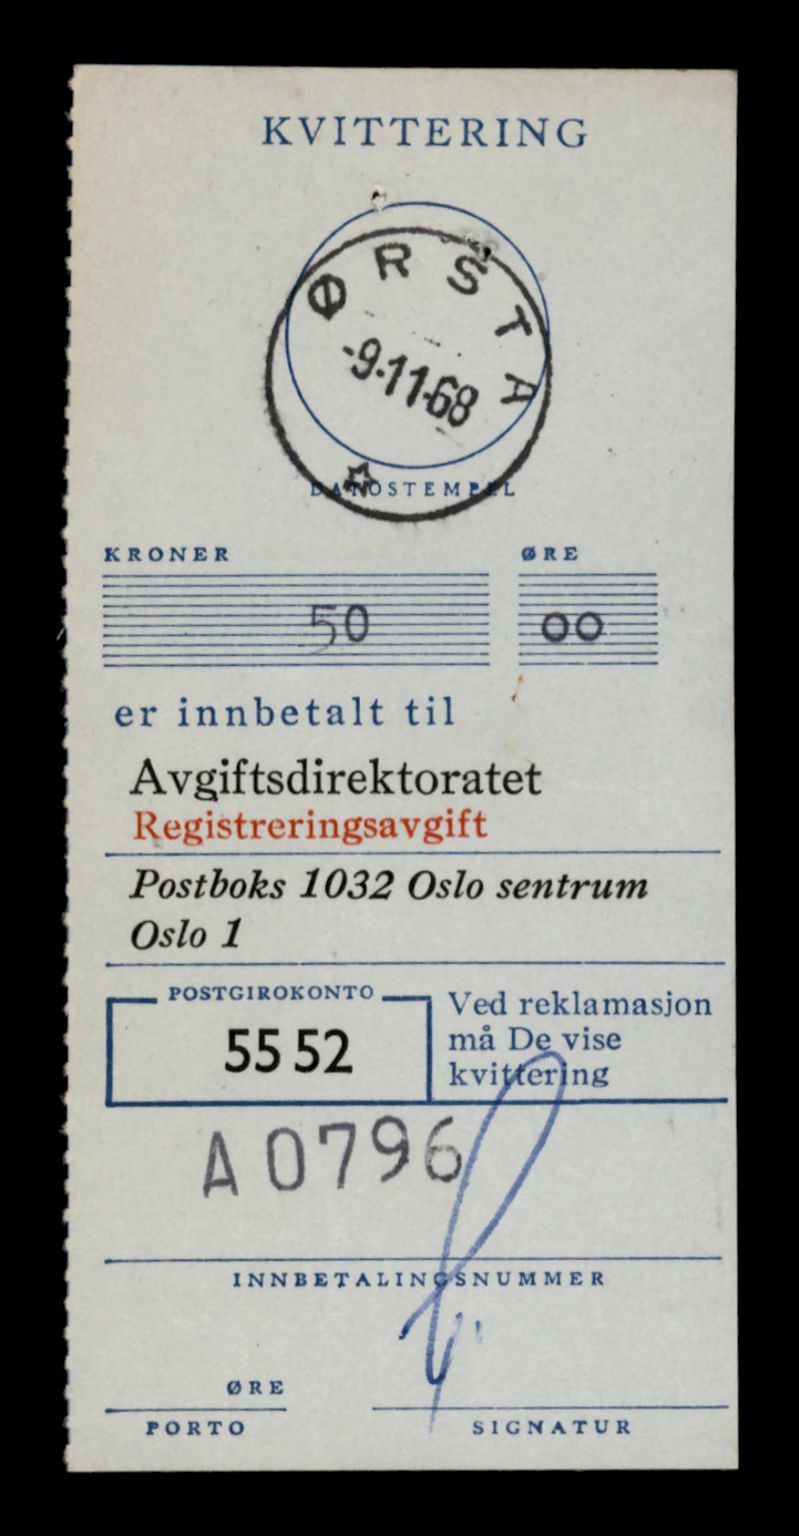 KVITTERING
ØRSTA
-9-11-68
DATOSTEMPEL
KRONER ØRE
50 00
er innbetalt til
Avgiftsdirektoratet
Registreringsavgift
Postboks 1032 Oslo sentrum
Oslo 1
POSTGIROKONTO
55 52
Ved reklamasjon
må De vise
kvittering
A 0796
INNBETALINGSNUMMER
ØRE
PORTO SIGNATUR